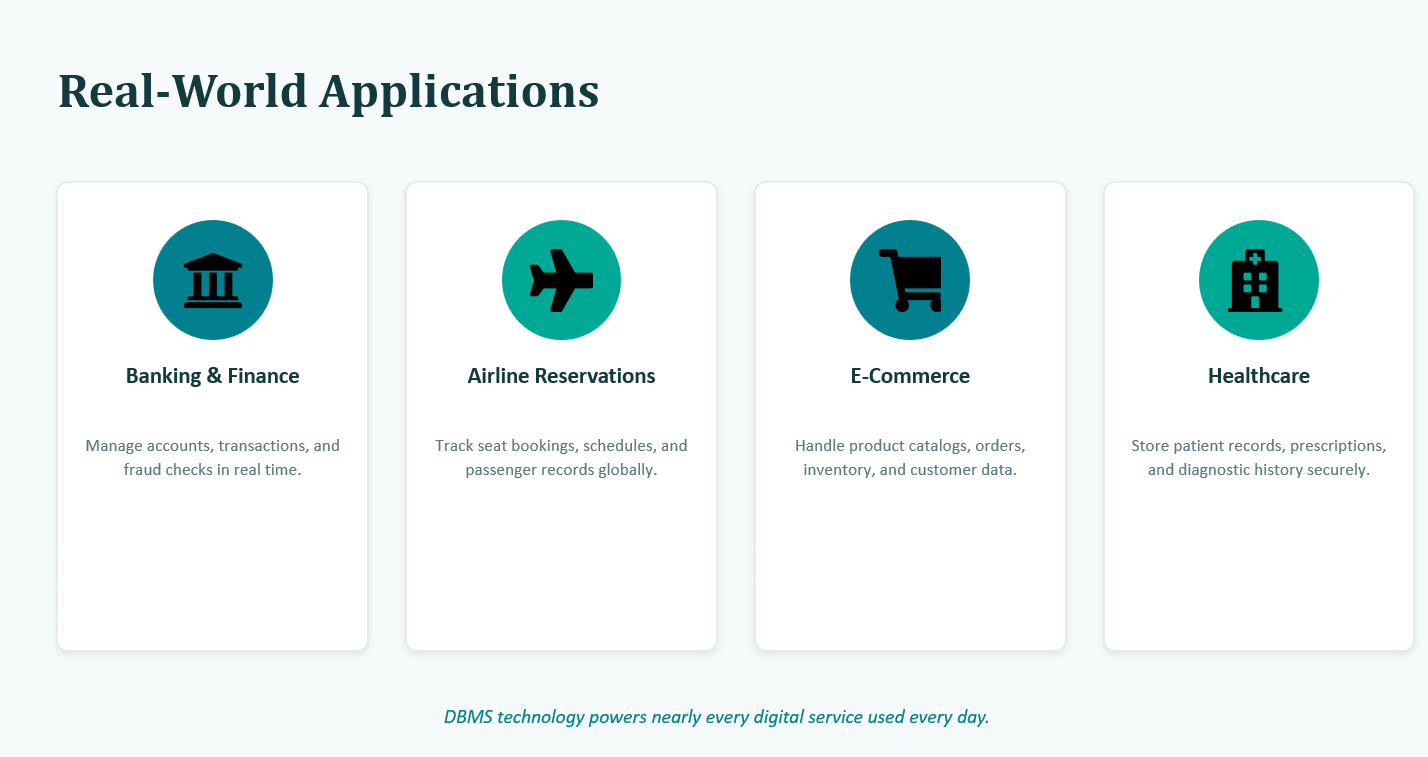 Real-World Applications
Banking & Finance
Manage accounts, transactions, and
fraud checks in real time.
Airline Reservations
Track seat bookings, schedules, and
passenger records globally.
E-Commerce
Handle product catalogs, orders,
inventory, and customer data.
Healthcare
Store patient records, prescriptions,
and diagnostic history securely.
DBMS technology powers nearly every digital service used every day.